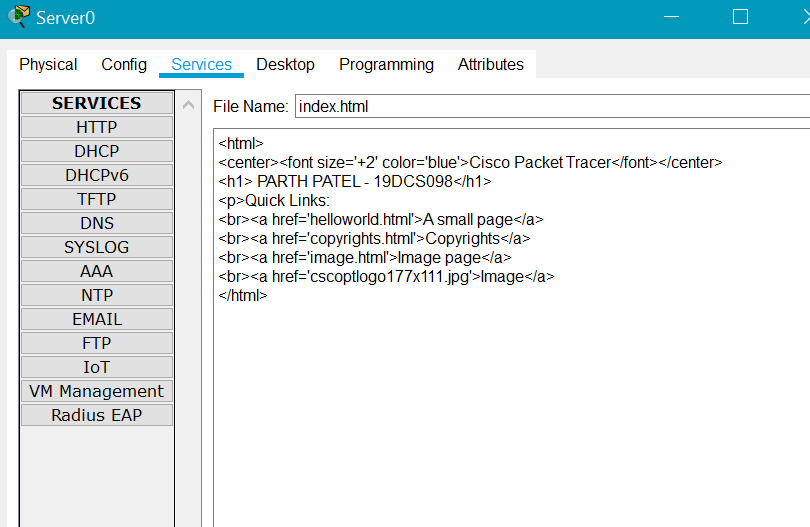 Server0
Physical Config Services Desktop Programming Attributes
SERVICES
HTTP
DHCP
DHCPv6
TFTP
DNS
SYSLOG
AAA
NTP
EMAIL
FTP
IoT
VM Management
Radius EAP
File Name: index.html
<html>
<center><font size='+2' color='blue'>Cisco Packet Tracer</font></center>
<h1> PARTH PATEL - 19DCS098</h1>
<p>Quick Links:
<br><a href='helloworld.html'>A small page</a>
<br><a href='copyrights.html'>Copyrights</a>
<br><a href='image.html'>Image page</a>
<br><a href='cscoptlogo177x111.jpg'>Image</a>
</html>